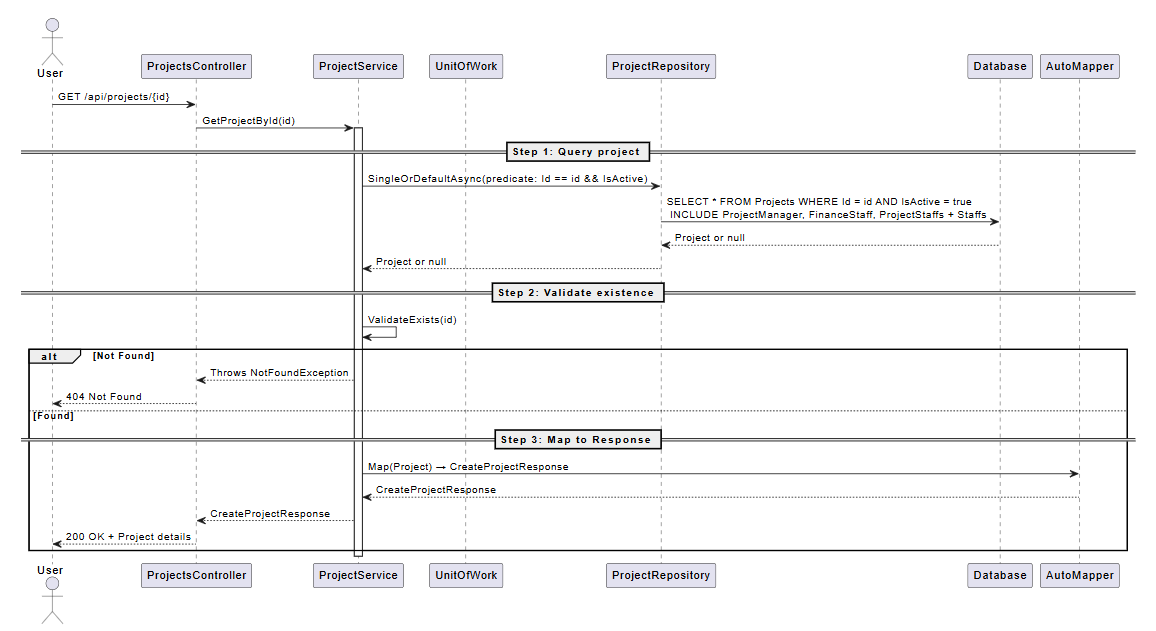 User
ProjectsController
ProjectService
UnitOfWork
ProjectRepository
Database
AutoMapper
GET /api/projects/{id}
GetProjectById(id)
Step 1: Query project
SingleOrDefaultAsync(predicate: Id == id && IsActive)
SELECT * FROM Projects WHERE Id = id AND IsActive = true
INCLUDE ProjectManager, FinanceStaff, ProjectStaffs + Staffs
Project or null
Project or null
Step 2: Validate existence
ValidateExists(id)
alt
[Not Found]
Throws NotFoundException
404 Not Found
[Found]
Step 3: Map to Response
Map(Project) → CreateProjectResponse
CreateProjectResponse
CreateProjectResponse
200 OK + Project details
User
ProjectsController
ProjectService
UnitOfWork
ProjectRepository
Database
AutoMapper